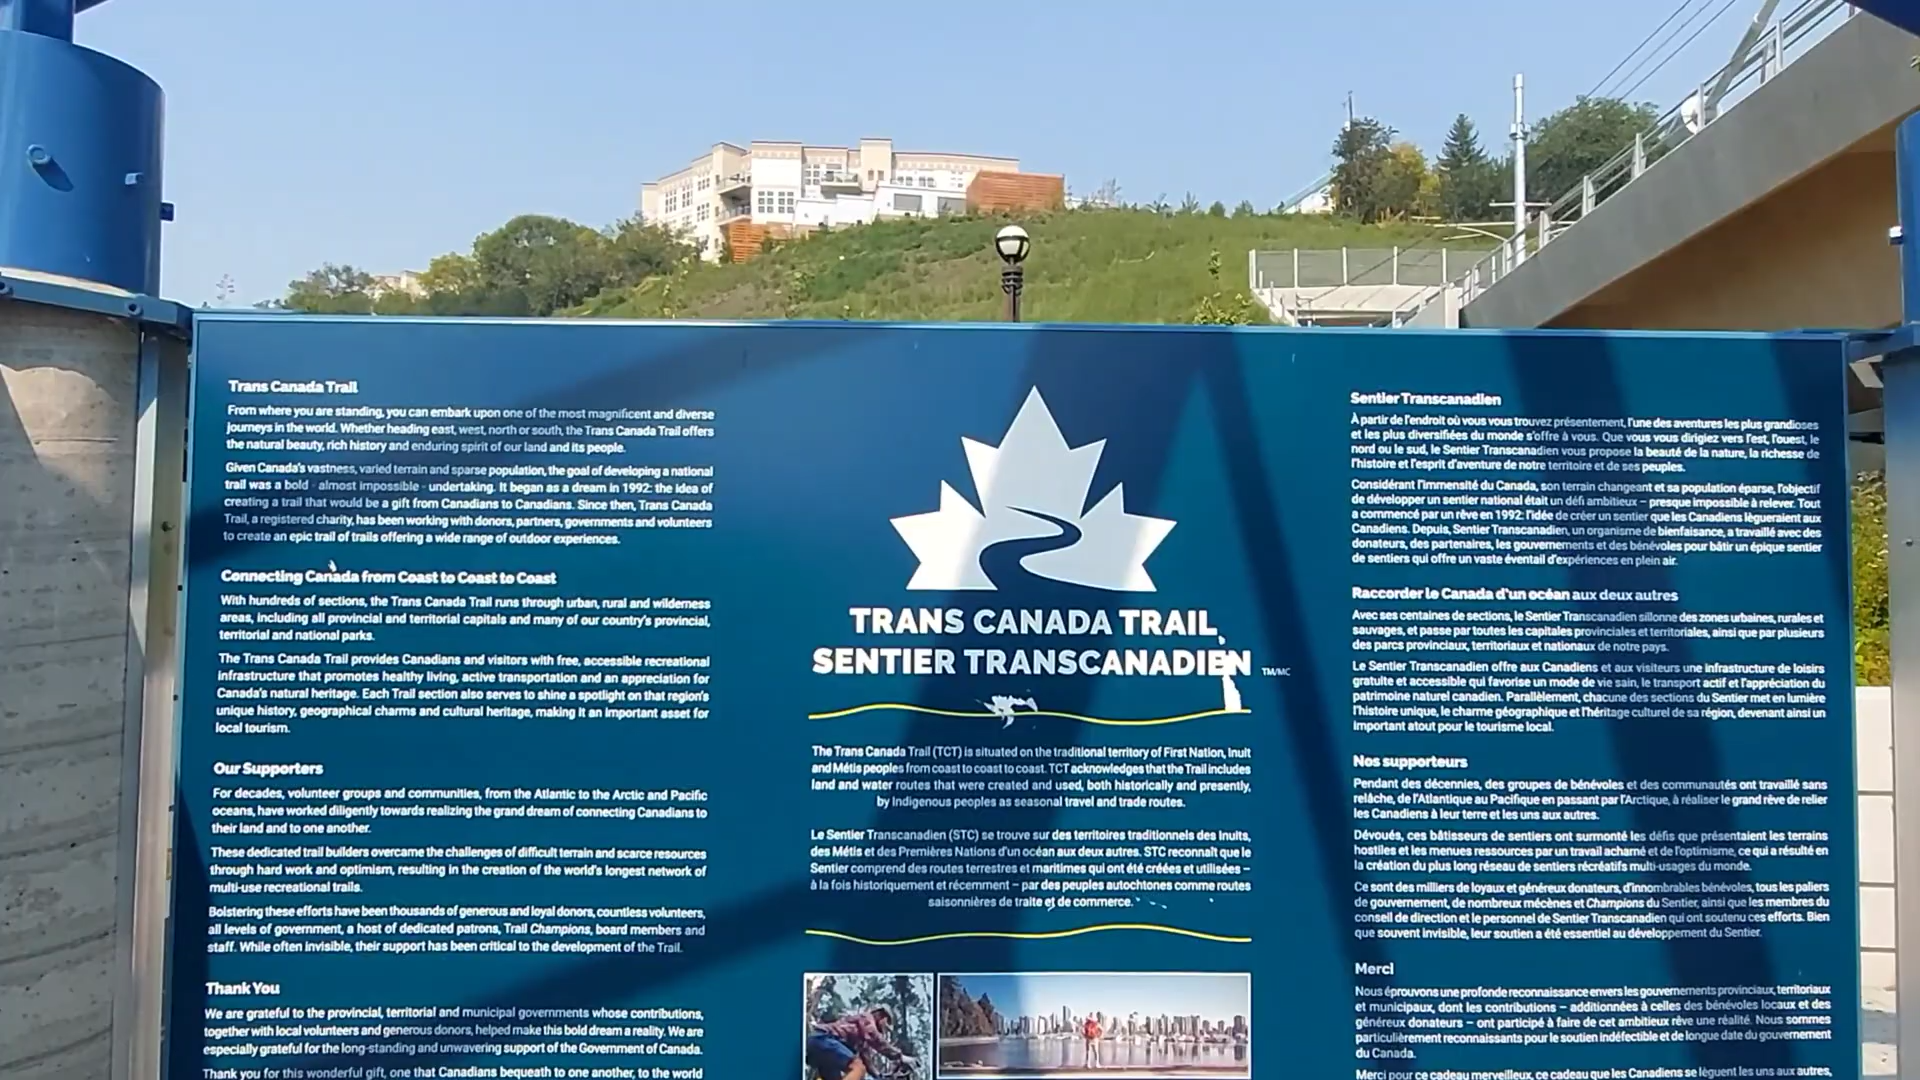 Trans Canada Trail
From where you are standing, you can embark upon one of the most magnificent and diverse
journeys in the world. Whether heading east, west, north or south, the Trans Canada Trail offers
the natural beauty, rich history and enduring spirit of our land and its people.
Given Canada's vastness, varied terrain and sparse population, the goal of developing a national
trail was a bold - almost impossible - undertaking. It began as a dream in 1992: the idea of
creating a trail that would be a gift from Canadians to Canadians. Since then, Trans Canada
Trail, a registered charity, has been working with donors, partners, governments and volunteers
to create an epic trail of trails offering a wide range of outdoor experiences.
Connecting Canada from Coast to Coast to Coast
With hundreds of sections, the Trans Canada Trail runs through urban, rural and wilderness
areas, including all provincial and territorial capitals and many of our country's provincial,
territorial and national parks.
The Trans Canada Trail provides Canadians and visitors with free, accessible recreational
infrastructure that promotes healthy living, active transportation and an appreciation for
Canada's natural heritage. Each Trail section also serves to shine a spotlight on that region's
unique history, geographical charms and cultural heritage, making it an important asset for
local tourism.
Our Supporters
For decades, volunteer groups and communities, from the Atlantic to the Arctic and Pacific
oceans, have worked diligently towards realizing the grand dream of connecting Canadians to
their land and to one another.
These dedicated trail builders overcame the challenges of difficult terrain and scarce resources
through hard work and optimism, resulting in the creation of the world's longest network of
multi-use recreational trails.
Bolstering these efforts have been thousands of generous and loyal donors, countless volunteers,
all levels of government, a host of dedicated patrons, Trail Champions, board members and
staff. While often invisible, their support has been critical to the development of the Trail.
Thank You
We are grateful to the provincial, territorial and municipal governments whose contributions,
together with local volunteers and generous donors, helped make this bold dream a reality. We are
especially grateful for the long-standing and unwavering support of the Government of Canada.
Thank you for this wonderful gift, one that Canadians bequeath to one another, to the world
TRANS CANADA TRAIL
SENTIER TRANSCANADIEN TM/MC
The Trans Canada Trail (TCT) is situated on the traditional territory of First Nation, Inuit
and Métis peoples from coast to coast to coast. TCT acknowledges that the Trail includes
land and water routes that were created and used, both historically and presently,
by Indigenous peoples as seasonal travel and trade routes.
Le Sentier Transcanadien (STC) se trouve sur des territoires traditionnels des Inuits,
des Métis et des Premières Nations d'un océan aux deux autres. STC reconnaît que le
Sentier comprend des routes terrestres et maritimes qui ont été créées et utilisées –
à la fois historiquement et récemment – par des peuples autochtones comme routes
saisonnières de traite et de commerce.
Sentier Transcanadien
À partir de l'endroit où vous vous trouvez présentement, l'une des aventures les plus grandioses
et les plus diversifiées du monde s'offre à vous. Que vous vous dirigiez vers l'est, l'ouest, le
nord ou le sud, le Sentier Transcanadien vous propose la beauté de la nature, la richesse de
l'histoire et l'esprit d'aventure de notre territoire et de ses peuples.
Considérant l'immensité du Canada, son terrain changeant et sa population éparse, l'objectif
de développer un sentier national était un défi ambitieux – presque impossible à relever. Tout
a commencé par un rêve en 1992: l'idée de créer un sentier que les Canadiens lègueraient aux
Canadiens. Depuis, Sentier Transcanadien, un organisme de bienfaisance, a travaillé avec des
donateurs, des partenaires, les gouvernements et des bénévoles pour bâtir un épique sentier
de sentiers qui offre un vaste éventail d'expériences en plein air.
Raccorder le Canada d'un océan aux deux autres
Avec ses centaines de sections, le Sentier Transcanadien sillonne des zones urbaines, rurales et
sauvages, et passe par toutes les capitales provinciales et territoriales, ainsi que par plusieurs
des parcs provinciaux, territoriaux et nationaux de notre pays.
Le Sentier Transcanadien offre aux Canadiens et aux visiteurs une infrastructure de loisirs
gratuite et accessible qui favorise un mode de vie sain, le transport actif et l'appréciation du
patrimoine naturel canadien. Parallèlement, chacune des sections du Sentier met en lumière
l'histoire unique, le charme géographique et l'héritage culturel de sa région, devenant ainsi un
important atout pour le tourisme local.
Nos supporteurs
Pendant des décennies, des groupes de bénévoles et des communautés ont travaillé sans
relâche, de l'Atlantique au Pacifique en passant par l'Arctique, à réaliser le grand rêve de relier
les Canadiens à leur terre et les uns aux autres.
Dévoués, ces bâtisseurs de sentiers ont surmonté les défis que présentaient les terrains
hostiles et les menues ressources par un travail acharné et de l'optimisme, ce qui a résulté en
la création du plus long réseau de sentiers récréatifs multi-usages du monde.
Ce sont des milliers de loyaux et généreux donateurs, d'innombrables bénévoles, tous les paliers
de gouvernement, de nombreux mécènes et Champions du Sentier, ainsi que les membres du
conseil de direction et le personnel de Sentier Transcanadien qui ont soutenu ces efforts. Bien
que souvent invisible, leur soutien a été essentiel au développement du Sentier.
Merci
Nous éprouvons une profonde reconnaissance envers les gouvernements provinciaux, territoriaux
et municipaux, dont les contributions – additionnées à celles des bénévoles locaux et des
généreux donateurs – ont participé à faire de cet ambitieux rêve une réalité. Nous sommes
particulièrement reconnaissants pour le soutien indéfectible et de longue date du gouvernement
du Canada.
Merci pour ce cadeau merveilleux, ce cadeau que les Canadiens se lèguent les uns aux autres,